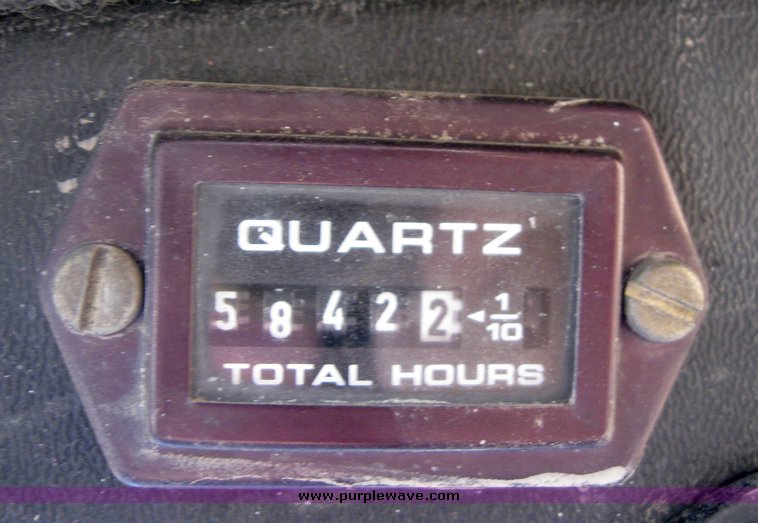 QUARTZ
5 8 4 2 2 ◄ 1/10
TOTAL HOURS
www.purplewave.com